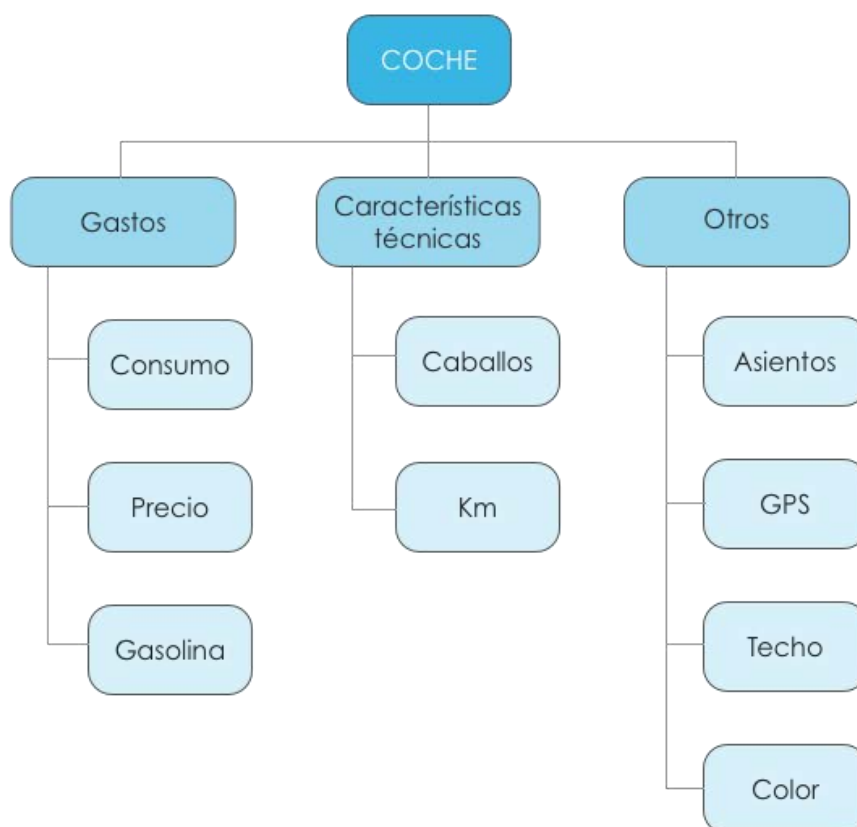 COCHE
Gastos
Consumo
Precio
Gasolina
Características
técnicas
Caballos
Km
Otros
Asientos
GPS
Techo
Color